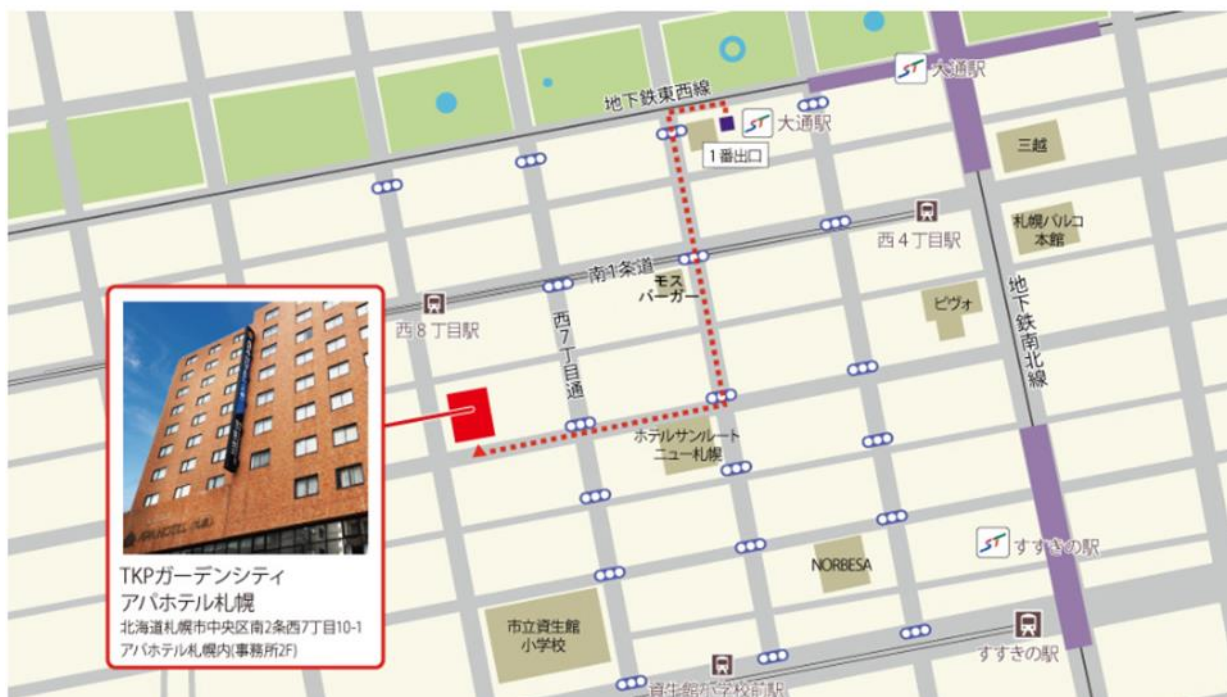 地下鉄東西線
大通駅
大通駅
1番出口
三越
西4丁目駅
札幌パルコ
本館
南1条道
モス
バーガー
西8丁目駅
西7丁目通
ピヴォ
地下鉄南北線
ホテルサンルート
ニュー札幌
すすきの駅
NORBESA
TKPガーデンシティ
アパホテル札幌
北海道札幌市中央区南2条西7丁目10-1
アパホテル札幌内(事務所2F)
市立資生館
小学校
すすきの駅
資生館小学校前駅